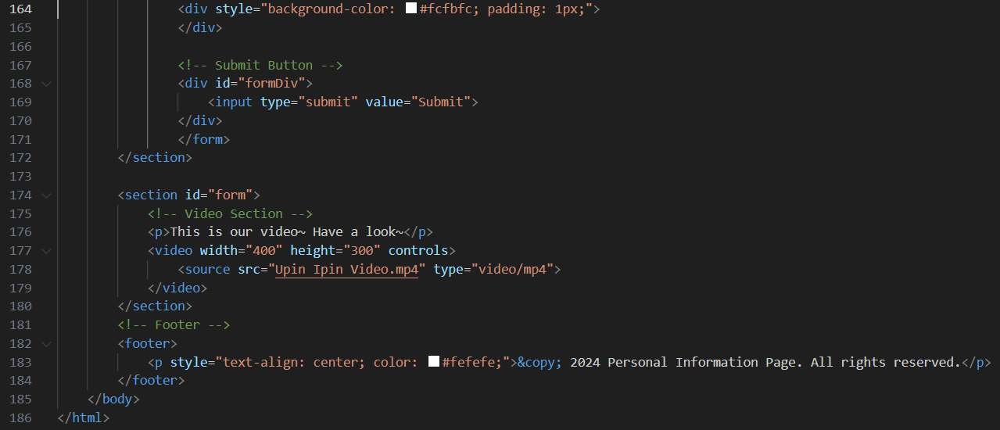 164 <div style="background-color: #fcfbfc; padding: 1px;">
165 </div>
166
167 <!-- Submit Button -->
168 <div id="formDiv">
169 <input type="submit" value="Submit">
170 </div>
171 </form>
172 </section>
173
174 <section id="form">
175 <!-- Video Section -->
176 <p>This is our video~ Have a look~</p>
177 <video width="400" height="300" controls>
178 <source src="Upin Ipin Video.mp4" type="video/mp4">
179 </video>
180 </section>
181 <!-- Footer -->
182 <footer>
183 <p style="text-align: center; color: #fefefe;">&copy; 2024 Personal Information Page. All rights reserved.</p>
184 </footer>
185 </body>
186 </html>